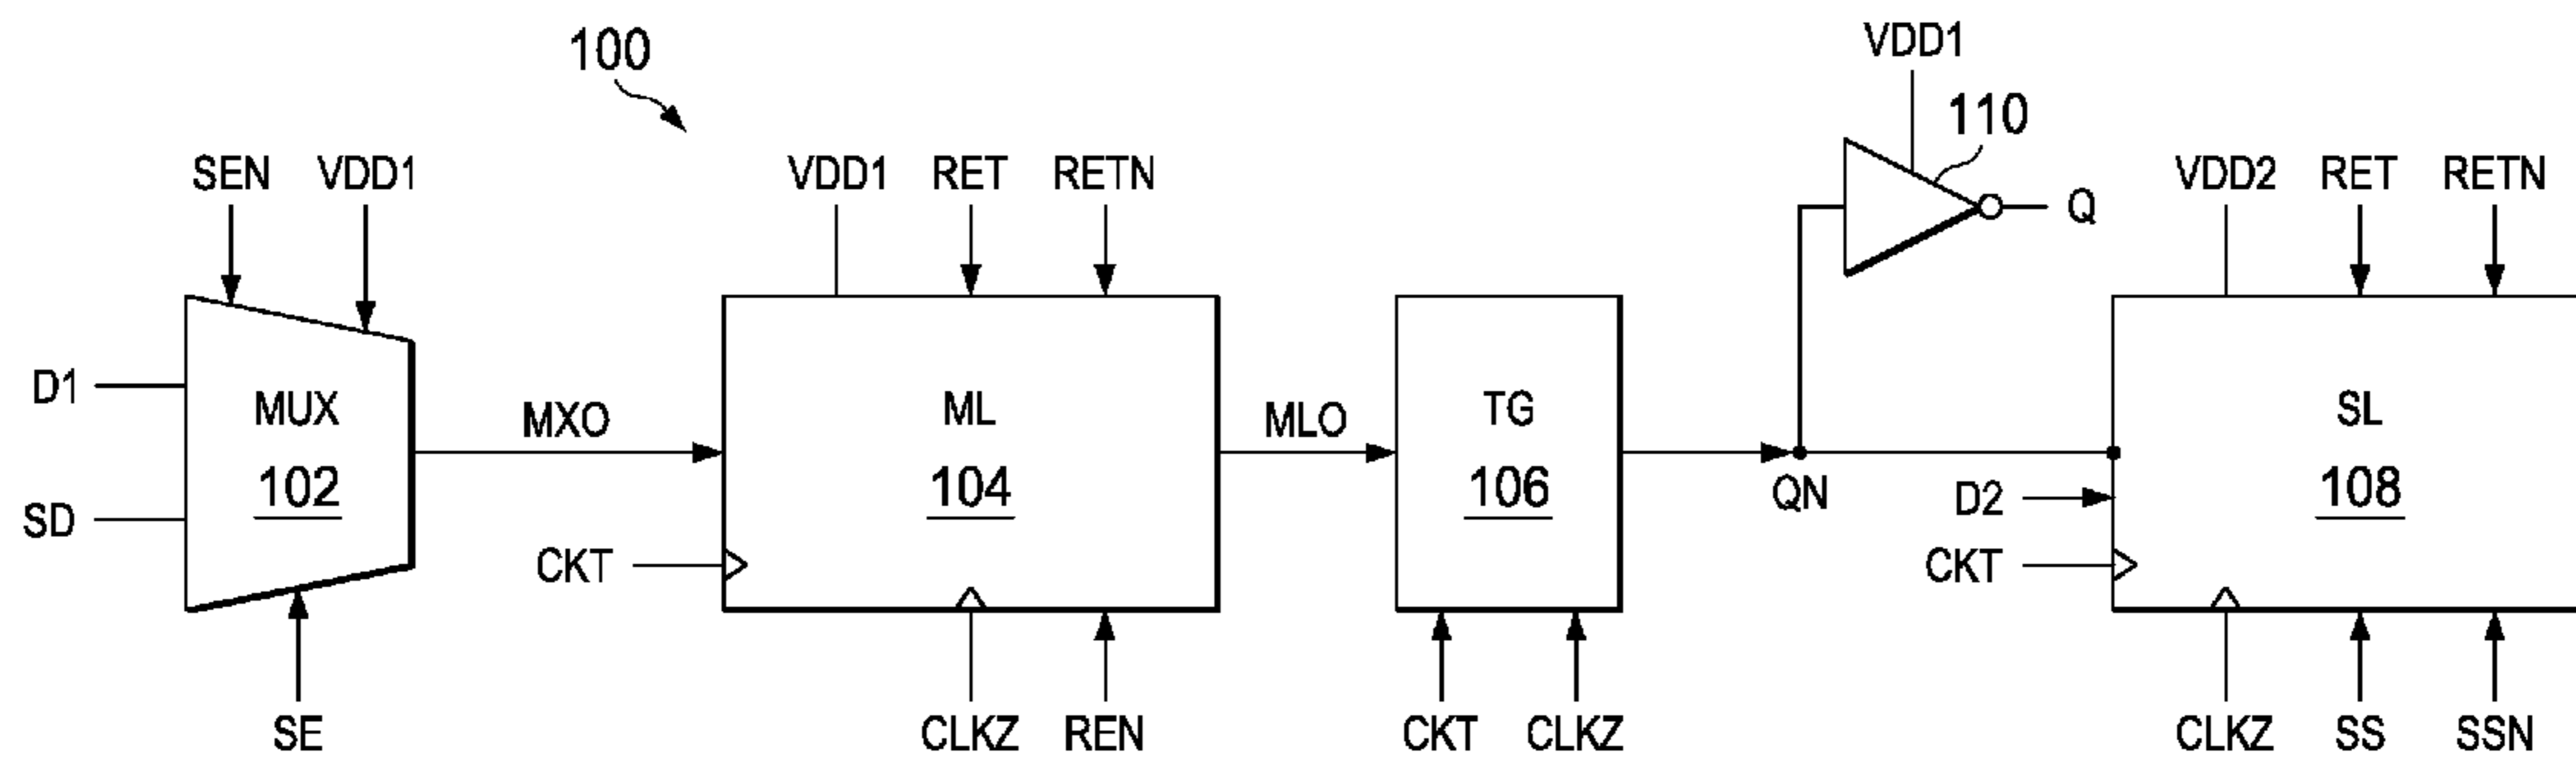 100
VDD1
110
SEN
VDD1
VDD1
RET
RETN
Q
VDD2
RET
RETN
D1
MUX
MXO
ML
MLO
TG
SL
102
104
106
QN
D2
108
SD
CKT
CKT
SE
CLKZ
REN
CKT
CLKZ
CLKZ
SS
SSN